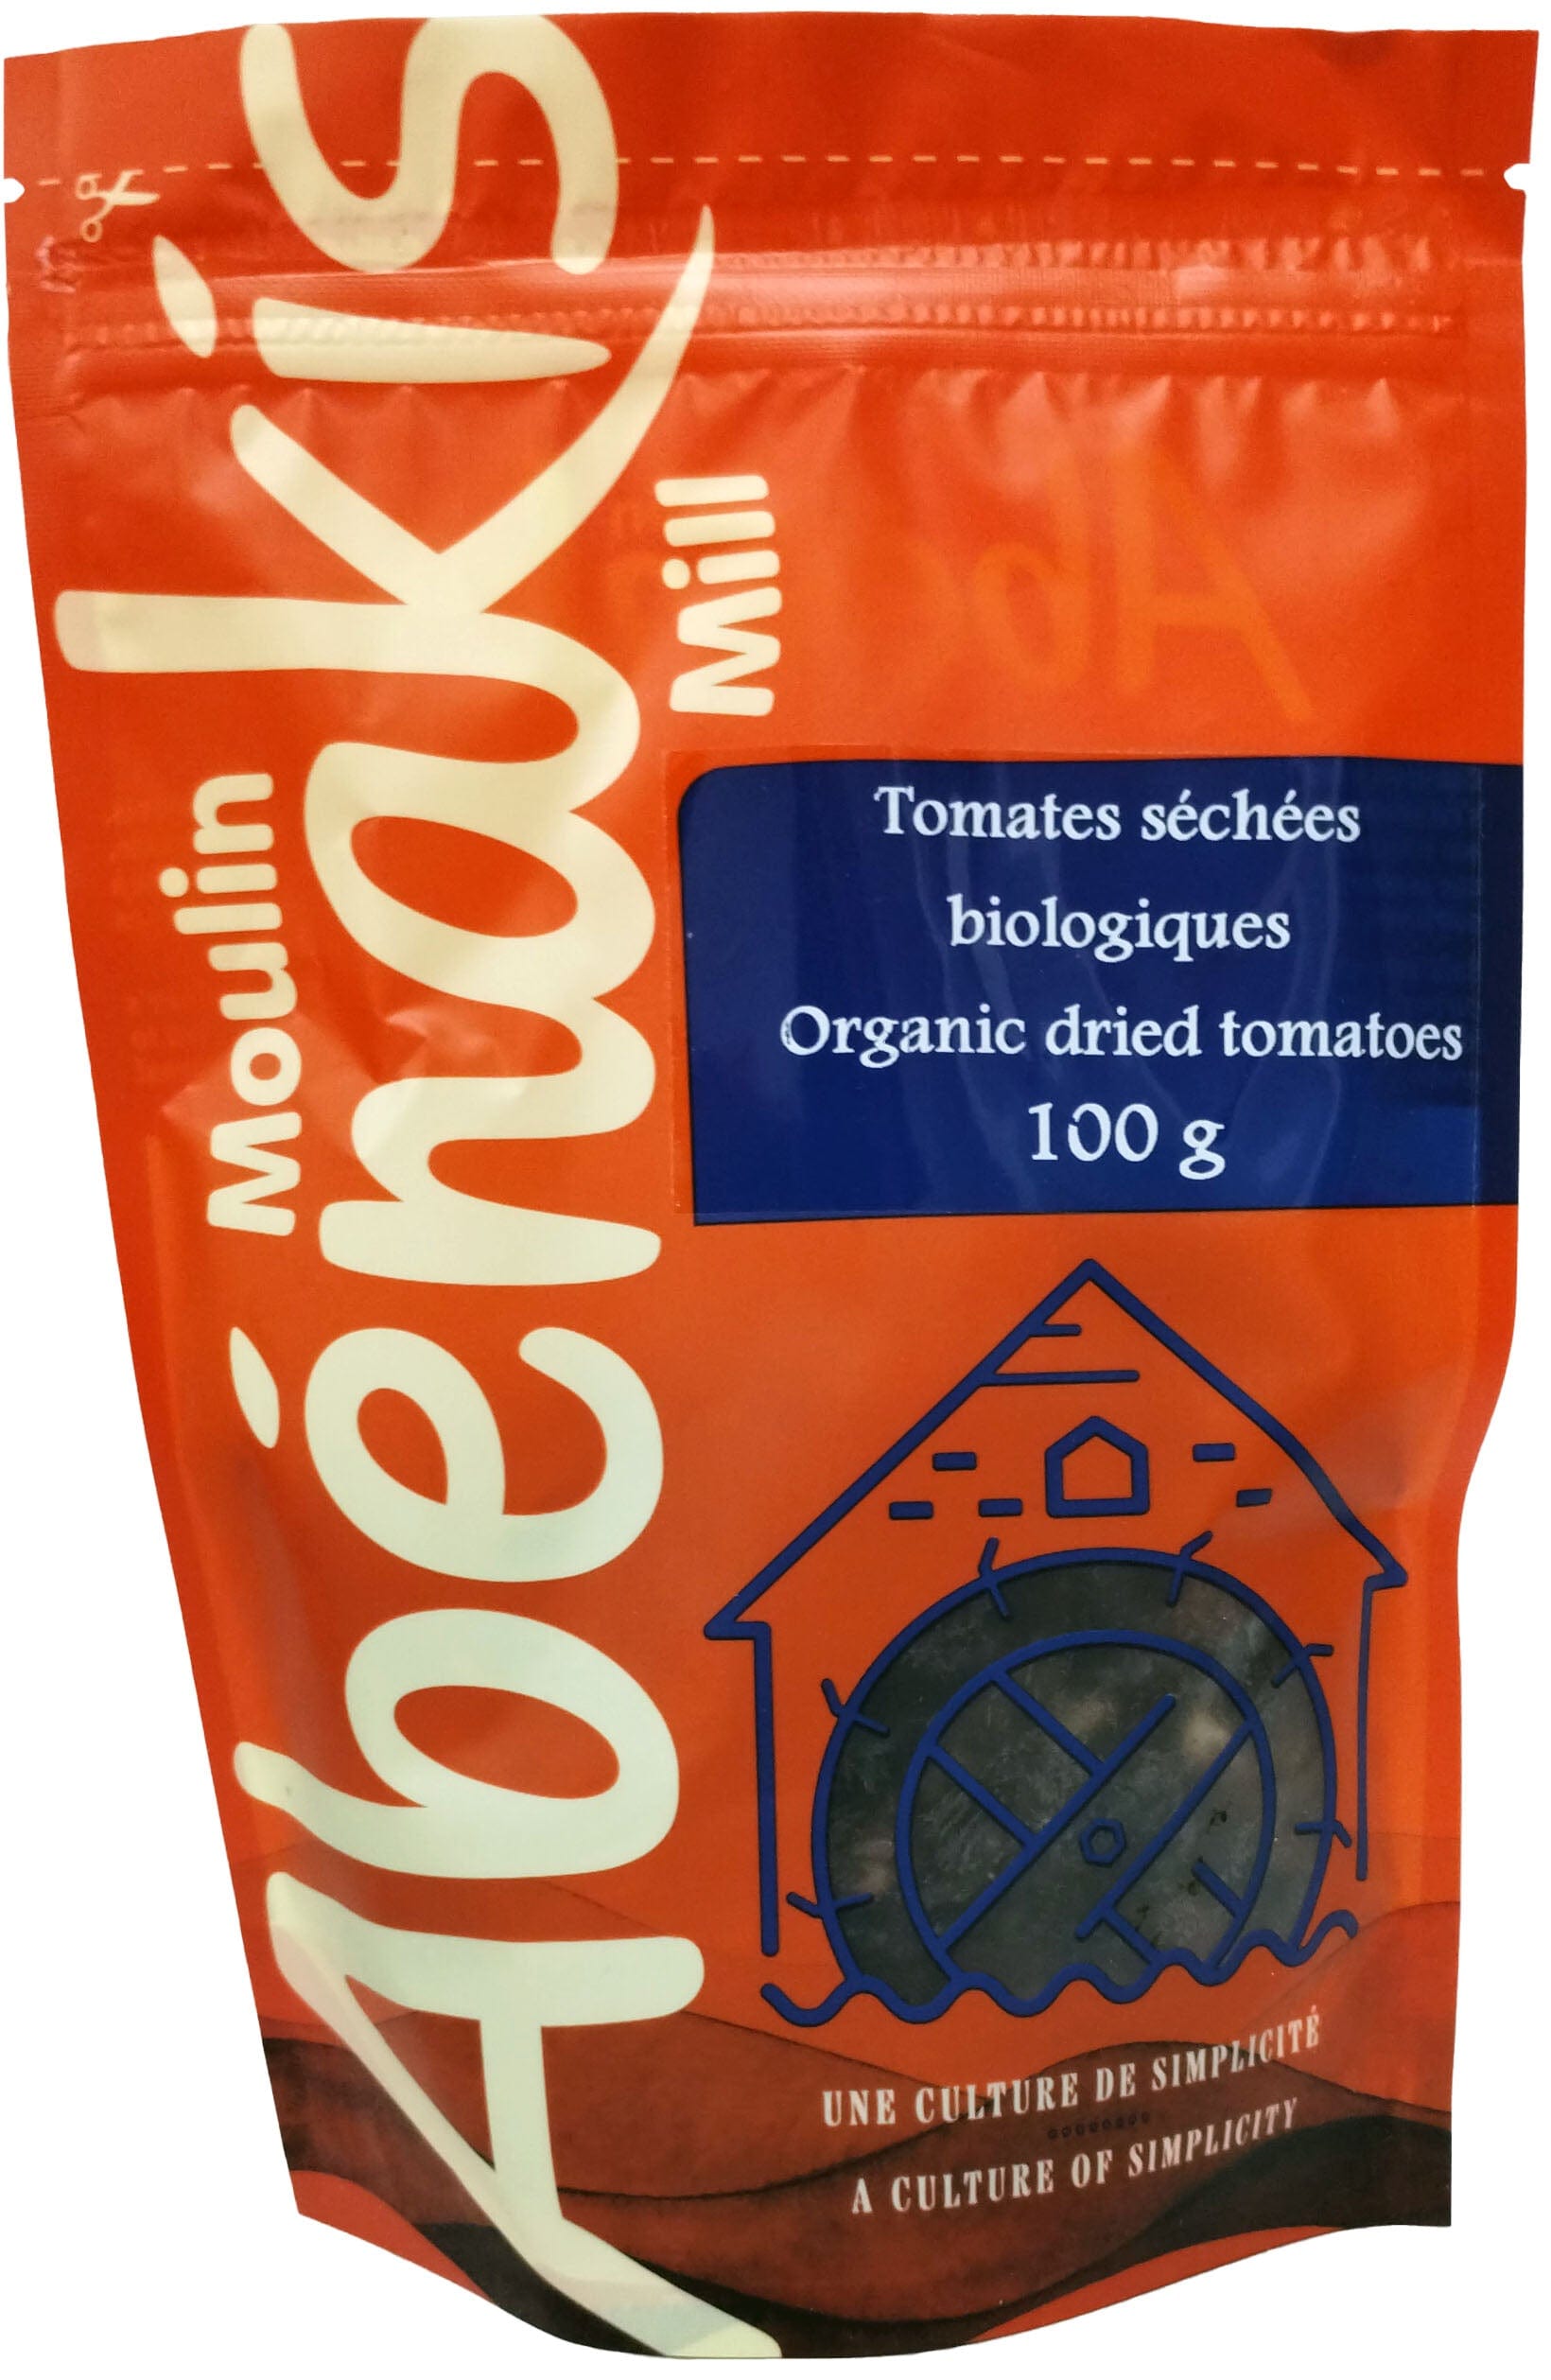 Moulin
Abénakis
Mill
Tomates séchées
biologiques
Organic dried tomatoes
100 g
UNE CULTURE DE SIMPLICITÉ
A CULTURE OF SIMPLICITY